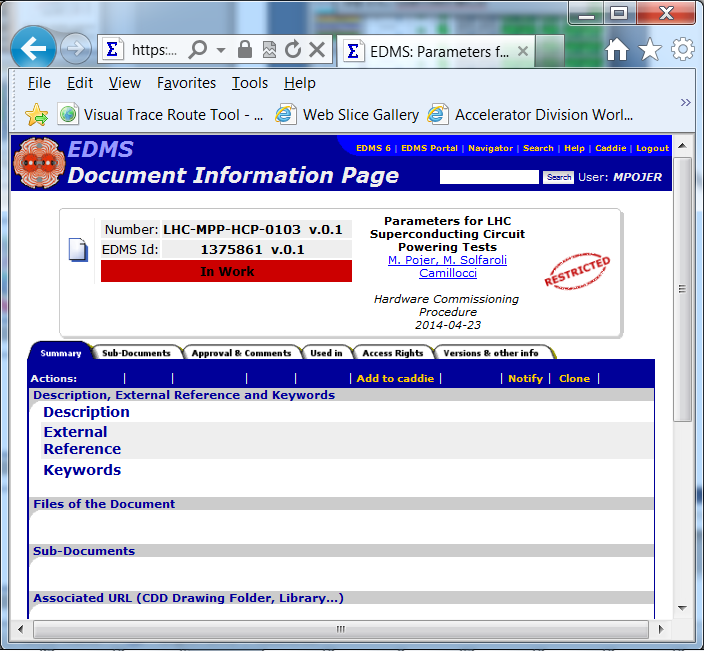 https:...
EDMS: Parameters f...
File Edit View Favorites Tools Help
Visual Trace Route Tool - ... Web Slice Gallery Accelerator Division Worl...
EDMS
EDMS 6 | EDMS Portal | Navigator | Search | Help | Caddie | Logout
Document Information Page
Search User: MPOJER
Number: LHC-MPP-HCP-0103 v.0.1
EDMS Id: 1375861 v.0.1
In Work
Parameters for LHC
Superconducting Circuit
Powering Tests
M. Pojer, M. Solfaroli
Camillocci
Hardware Commissioning
Procedure
2014-04-23
RESTRICTED
Summary Sub-Documents Approval & Comments Used in Access Rights Versions & other info
Actions: | | | | | Add to caddie | | Notify | Clone |
Description, External Reference and Keywords
Description
External
Reference
Keywords
Files of the Document
Sub-Documents
Associated URL (CDD Drawing Folder, Library...)